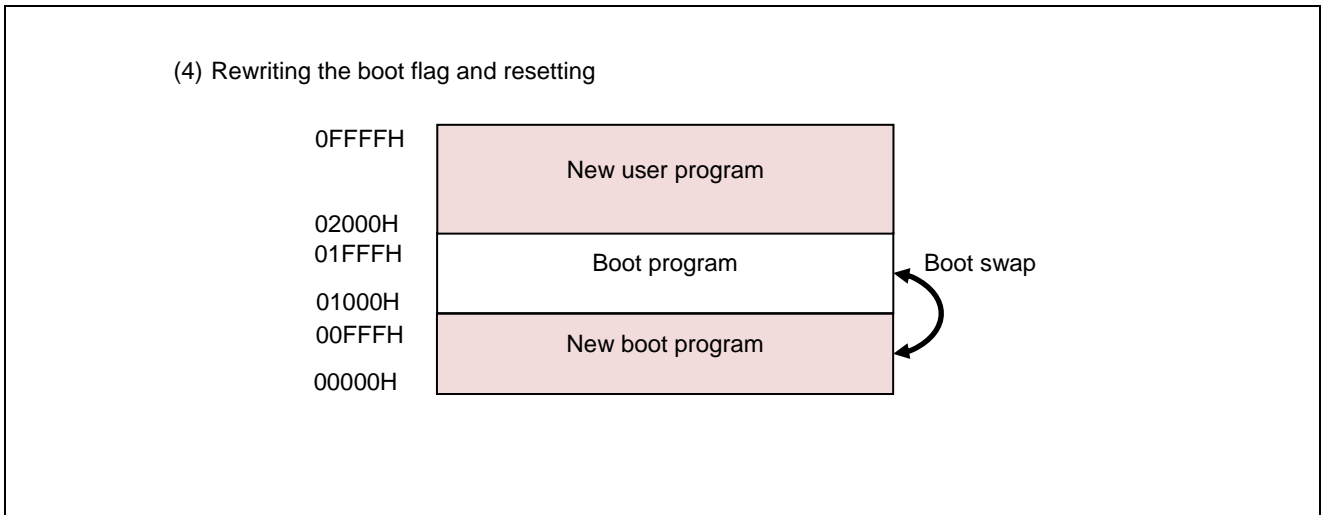 (4) Rewriting the boot flag and resetting
0FFFFH
New user program
02000H
01FFFH
Boot program
Boot swap
01000H
00FFFH
New boot program
00000H